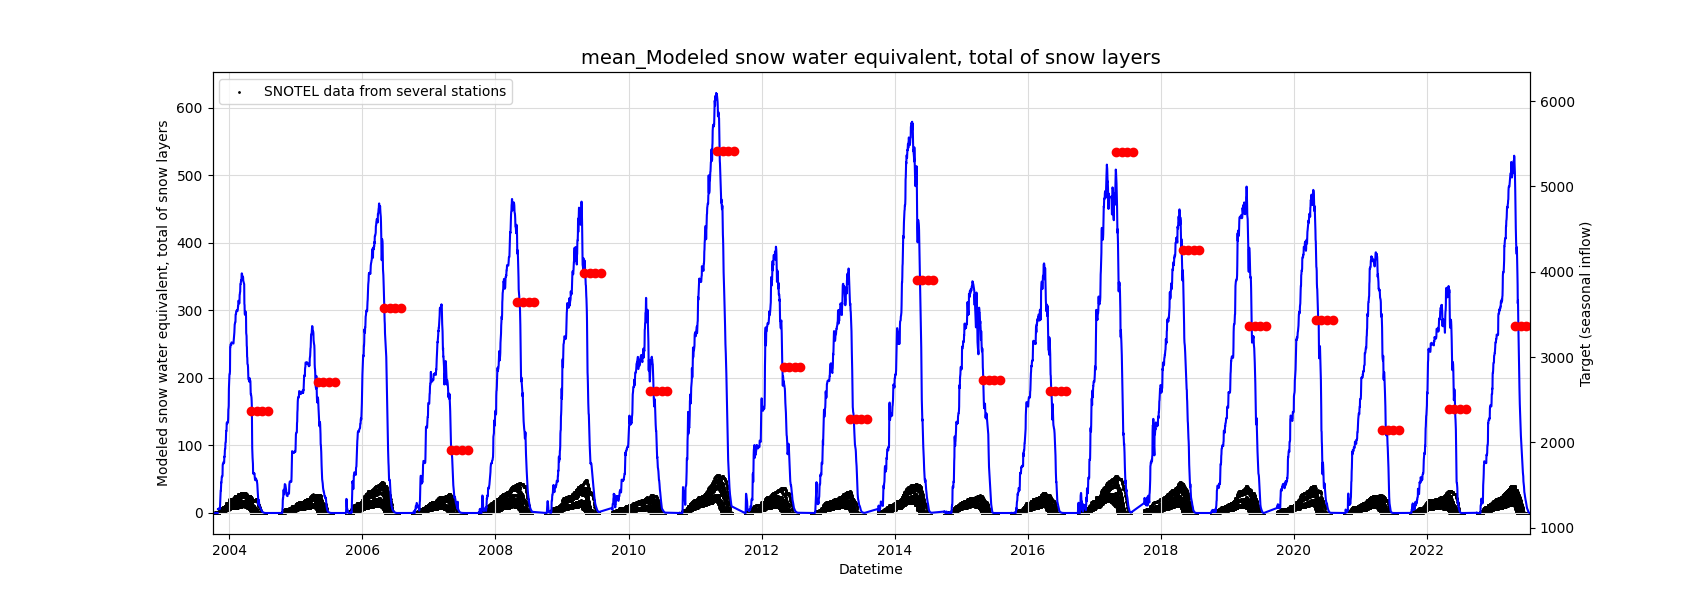 mean_Modeled snow water equivalent, total of snow layers
SNOTEL data from several stations
Modeled snow water equivalent, total of snow layers
600
500
400
300
200
100
0
6000
5000
4000
3000
2000
1000
Target (seasonal inflow)
2004 2006 2008 2010 2012 2014 2016 2018 2020 2022
Datetime